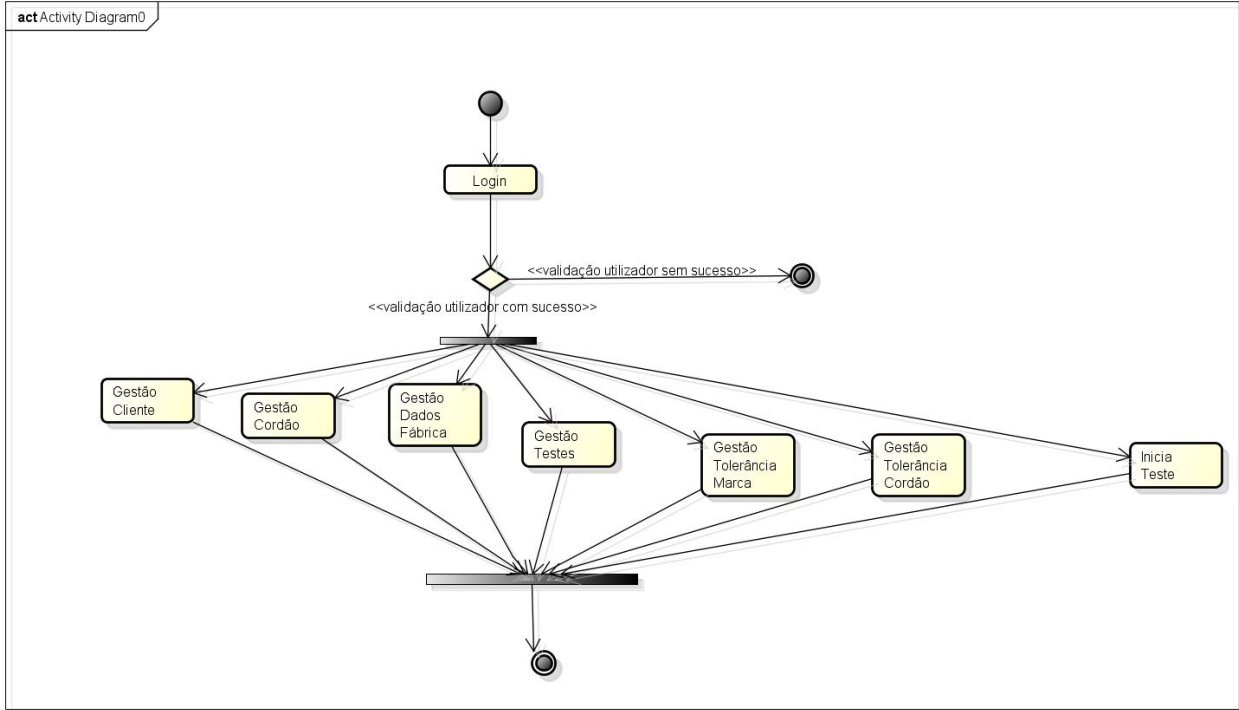 act Activity Diagram0
Login
<<validação utilizador sem sucesso>>
<<validação utilizador com sucesso>>
Gestão
Cliente
Gestão
Cordão
Gestão
Dados
Fábrica
Gestão
Testes
Gestão
Tolerância
Marca
Gestão
Tolerância
Cordão
Inicia
Teste